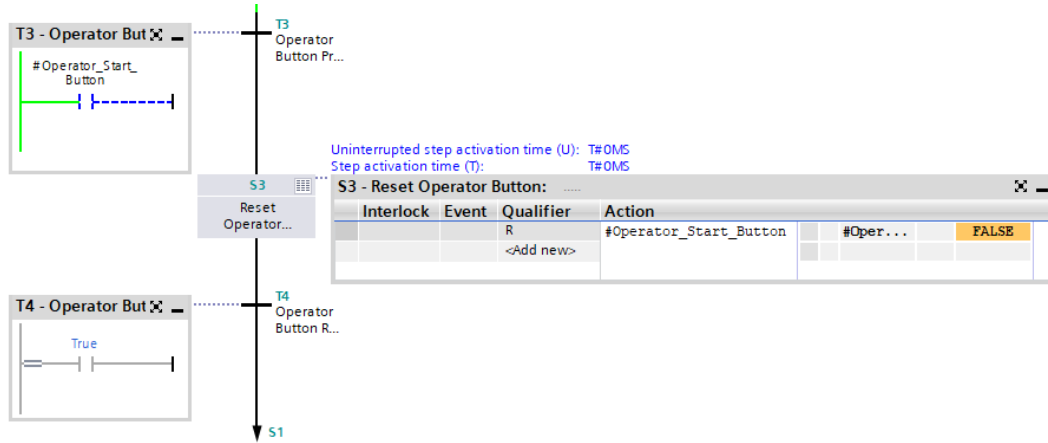 T3 - Operator But
#Operator_Start_
Button
T3
Operator
Button Pr...
Uninterrupted step activation time (U): T#0MS
Step activation time (T): T#0MS
S3
Reset
Operator...
S3 - Reset Operator Button: .....
Interlock Event Qualifier Action
R #Operator_Start_Button #Oper... FALSE
<Add new>
T4 - Operator But
True
T4
Operator
Button R...
S1